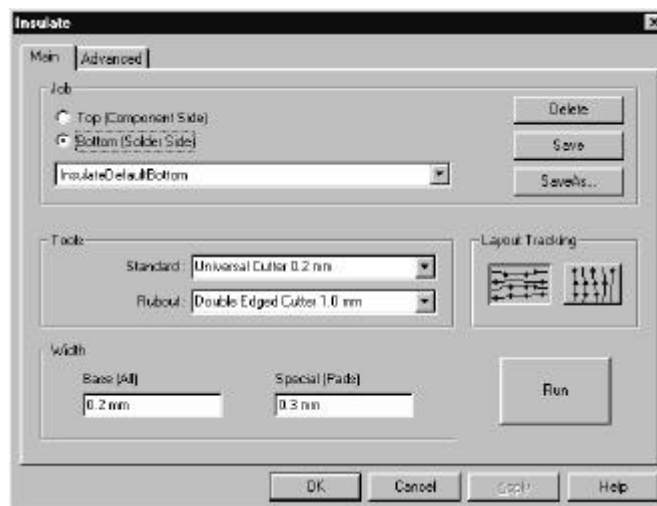 Insulate
Main Advanced
Job
Top (Component Side)
Bottom (Solder Side)
InsulateDefaultBottom
Delete
Save
SaveAs...
Tools
Standard : Universal Cutter 0.2 mm
Rubout : Double Edged Cutter 1.0 mm
Layout Tracking
Width
Base (All)
0.2 mm
Special (Pads)
0.3 mm
Run
OK Cancel Apply Help